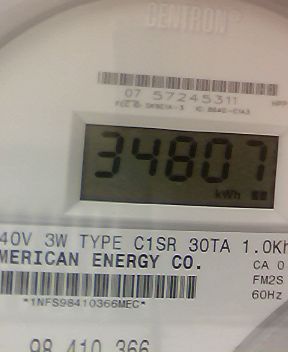 CENTRON®
07 57245311
34807
kWh
40V 3W TYPE C1SR 30TA 1.0Kh
MERICAN ENERGY CO.
CA 0
FM2S
60Hz
*1NFS98410366MEC*
98 410 366